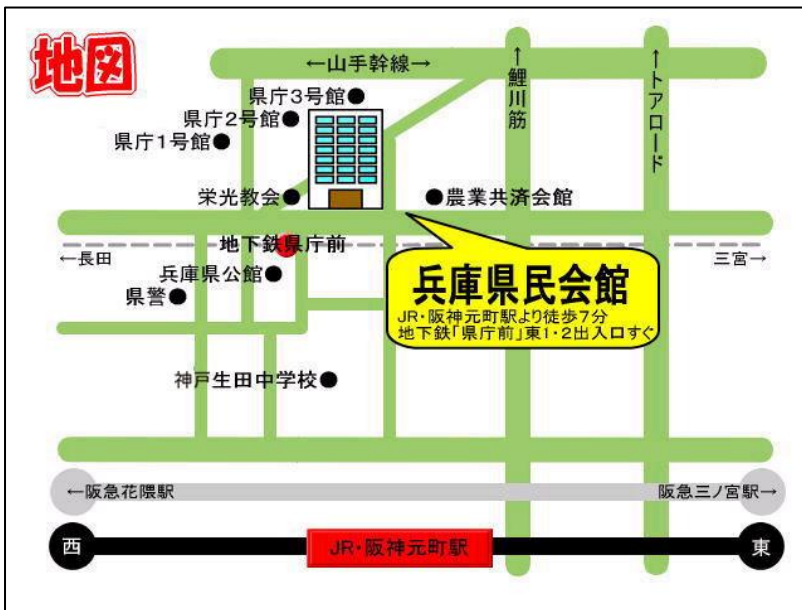 地図
←山手幹線→
↑鯉川筋
↑トアロード
県庁3号館●
県庁2号館●
県庁1号館●
栄光教会●
●農業共済会館
地下鉄県庁前
←長田
三宮→
兵庫県公館●
県警●
兵庫県民会館
JR・阪神元町駅より徒歩7分
地下鉄「県庁前」東1・2出入口すぐ
神戸生田中学校●
←阪急花隈駅
阪急三ノ宮駅→
西
JR・阪神元町駅
東